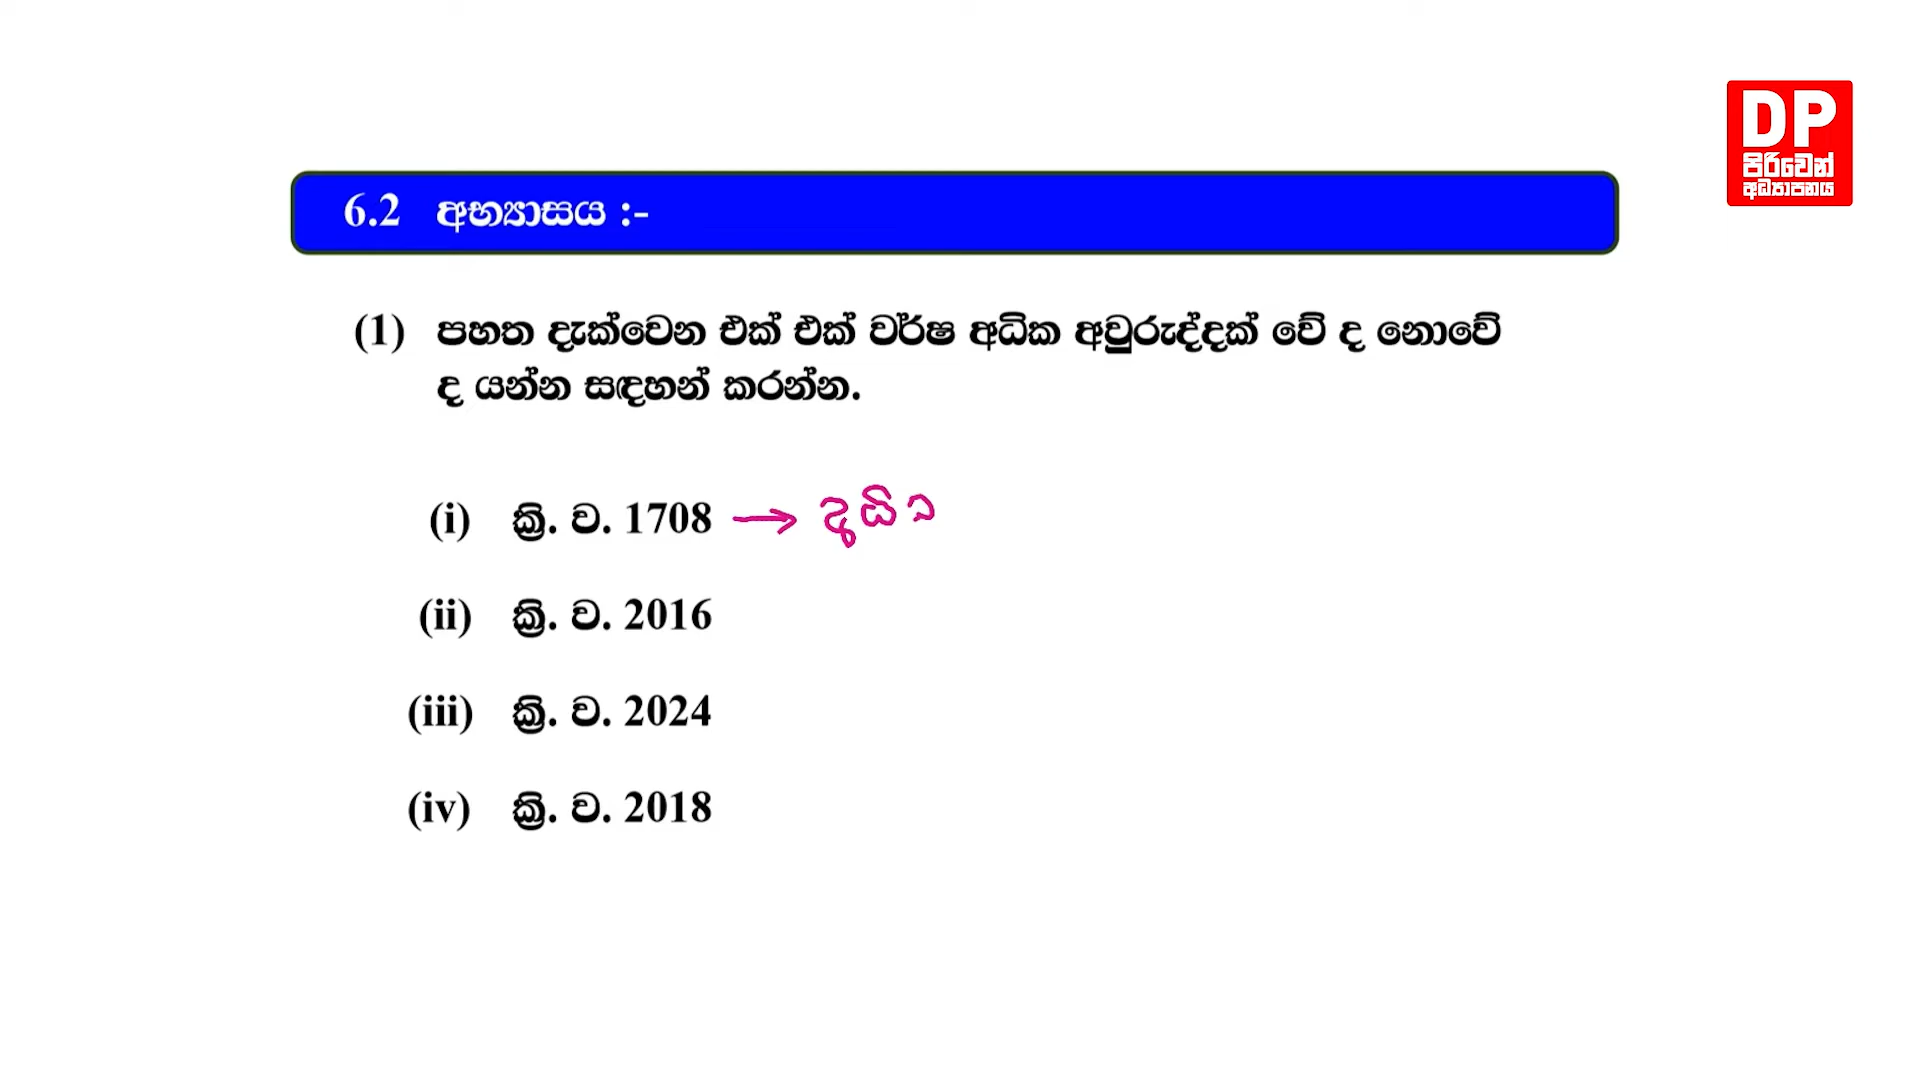 DP
පිරිවෙන්
අධ්‍යාපනය
6.2 අභ්‍යාසය :-
(1) පහත දැක්වෙන එක් එක් වර්ෂ අධික අවුරුද්දක් වේ ද නොවේ
ද යන්න සඳහන් කරන්න.
(i) ක්‍රි. ව. 1708 →
(ii) ක්‍රි. ව. 2016
(iii) ක්‍රි. ව. 2024
(iv) ක්‍රි. ව. 2018